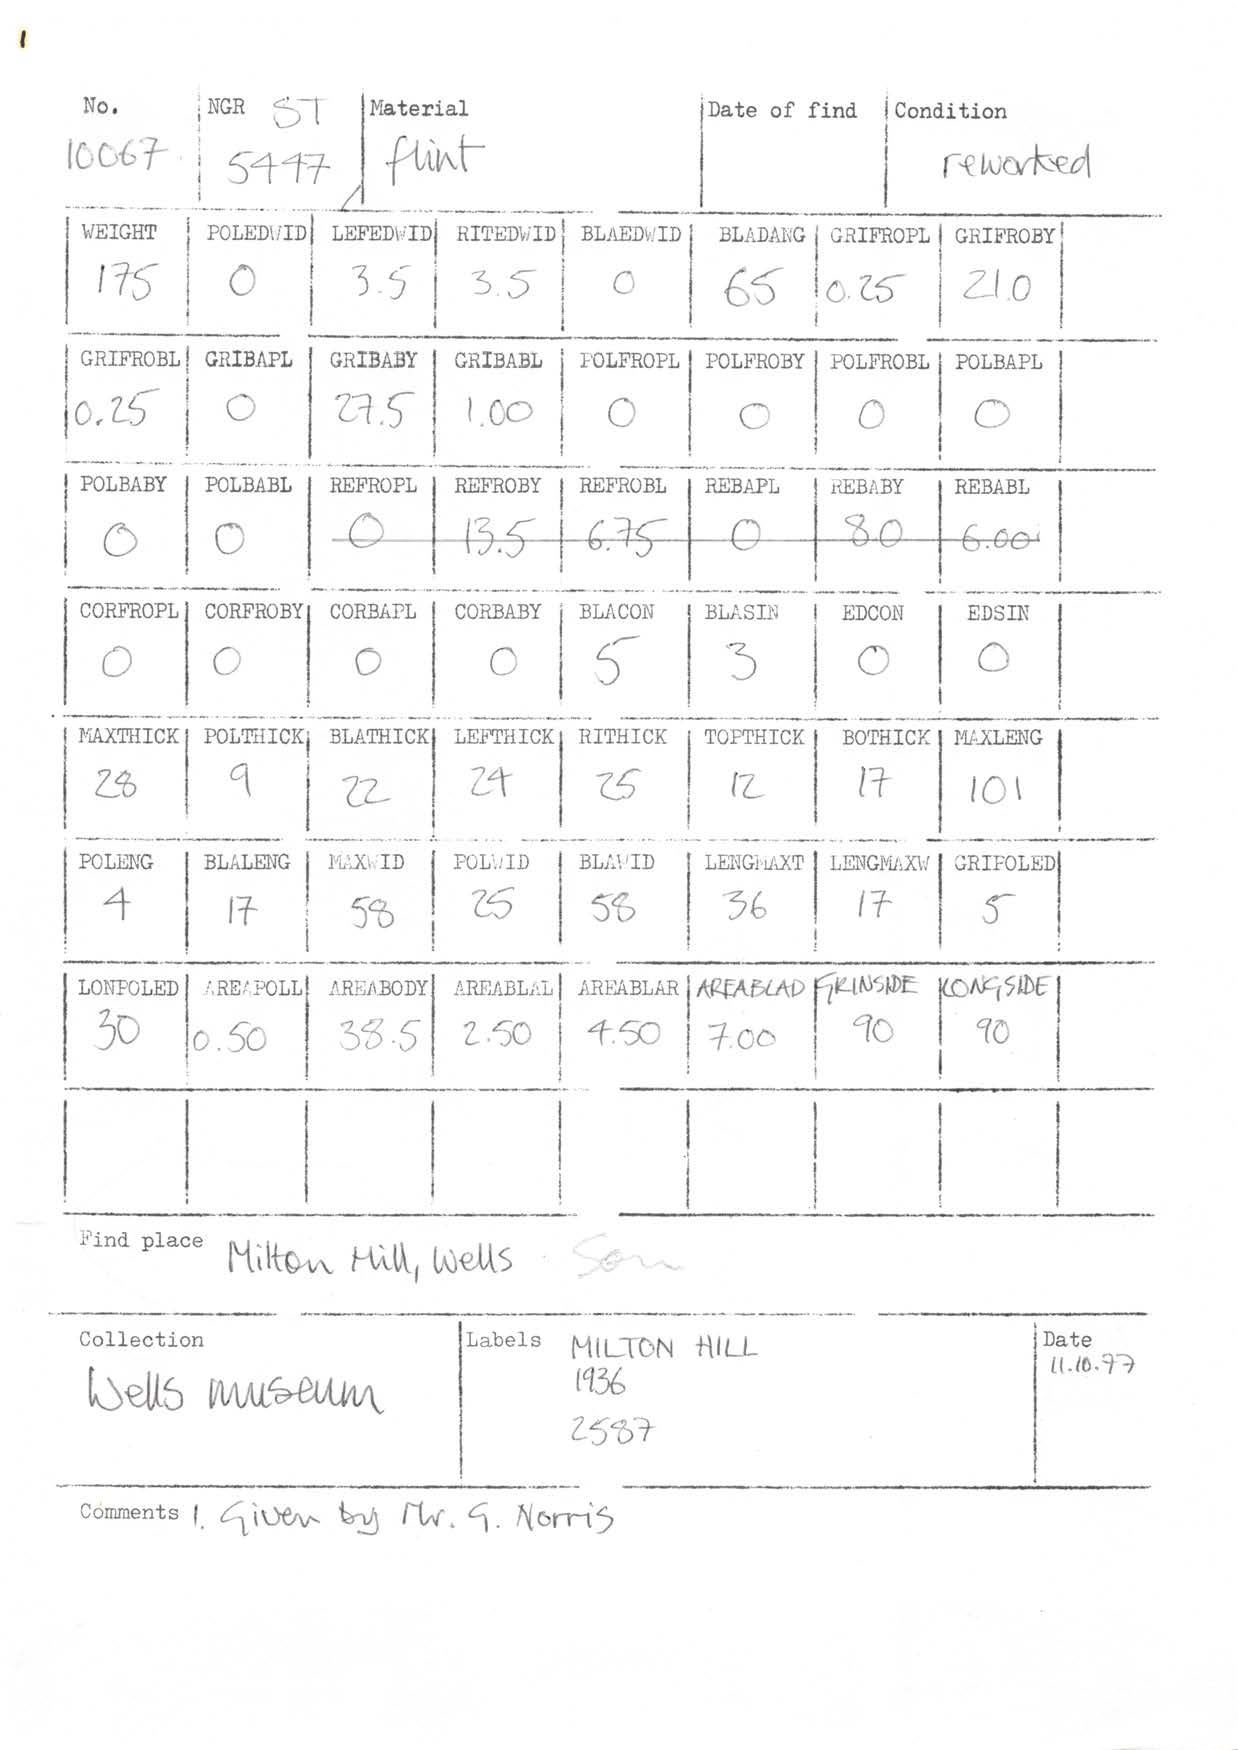 1
No. NGR ST Material Date of find Condition
10067 5447 flint reworked
WEIGHT POLEDWID LEFEDWID RITEDWID BLAEDWID BLADANG GRIFROPL GRIFROBY
175 0 3.5 3.5 0 65 0.25 21.0
GRIFROBL GRIBAPL GRIBABY GRIBABL POLFROPL POLFROBY POLFROBL POLBAPL
0.25 0 27.5 1.00 0 0 0 0
POLBABY POLBABL REFROPL REFROBY REFROBL REBAPL REBABY REBABL
0 0 0 13.5 6.75 0 8.0 6.00
CORFROPL CORFROBY CORBAPL CORBABY BLACON BLASIN EDCON EDSIN
0 0 0 0 5 3 0 0
MAXTHICK POLTHICK BLATHICK LEFTHICK RITHICK TOPTHICK BOTHICK MAXLENG
28 9 22 24 25 12 17 101
POLENG BLALENG MAXWID POLWID BLAWID LENGMAXT LENGMAXW GRIPOLED
4 17 58 25 58 36 17 5
LONPOLED AREAPOLL AREABODY AREABLAL AREABLAR AREABLAD GRINSIDE LONGSIDE
30 0.50 38.5 2.50 4.50 7.00 90 90
Find place Milton Hill, Wells Som
Collection Labels MILTON HILL Date
Wells museum 1936 11.10.77
2587
Comments 1. Given by Mr. G. Norris